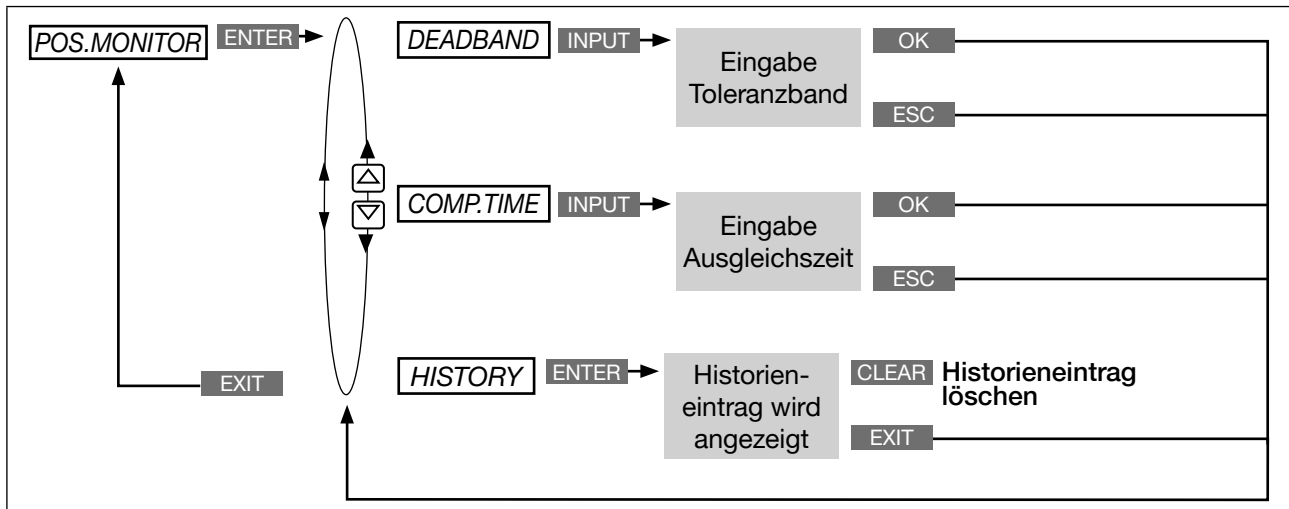 POS.MONITOR ENTER
DEADBAND INPUT
Eingabe
Toleranzband
OK
ESC
COMP.TIME INPUT
Eingabe
Ausgleichszeit
OK
ESC
HISTORY ENTER
Historien-
eintrag wird
angezeigt
CLEAR Historieneintrag
löschen
EXIT
EXIT